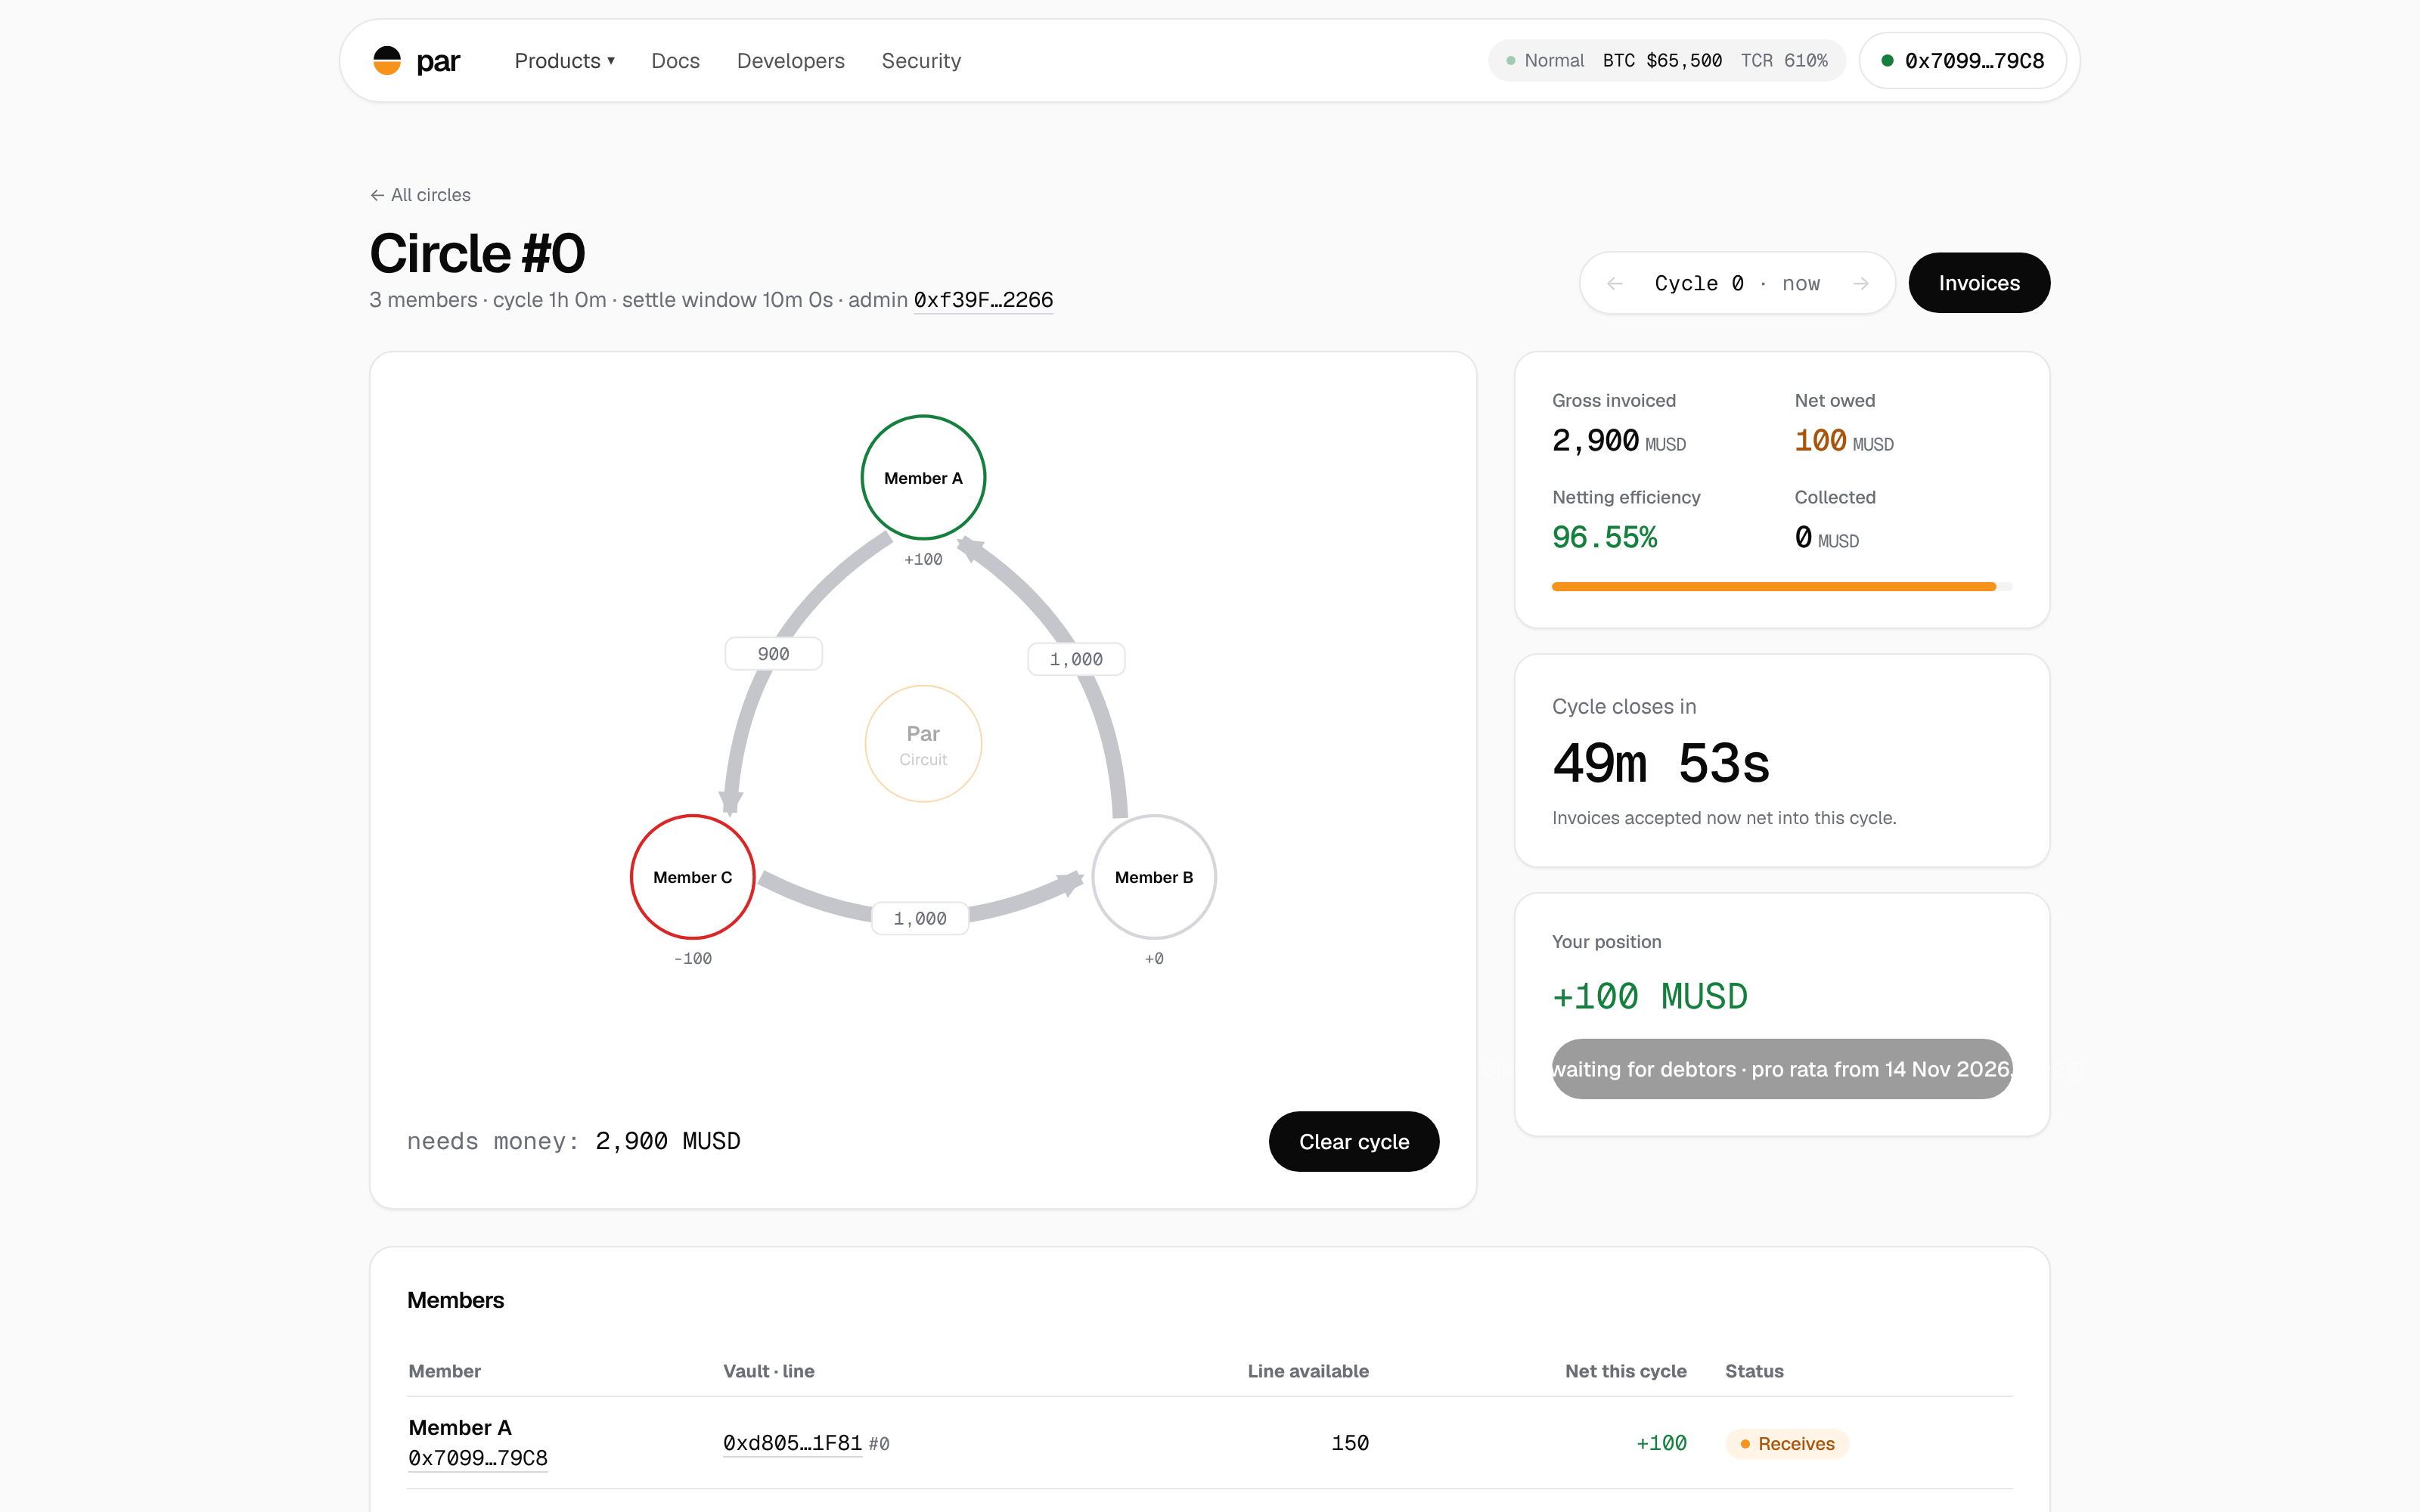 par
Products ▾ Docs Developers Security
Normal BTC $65,500 TCR 610%
0x7099…79C8
← All circles
Circle #0
3 members · cycle 1h 0m · settle window 10m 0s · admin 0xf39F…2266
← Cycle 0 · now →
Invoices
Member A
+100
900
1,000
Par
Circuit
Member C
-100
1,000
Member B
+0
needs money: 2,900 MUSD
Clear cycle
Gross invoiced
2,900 MUSD
Net owed
100 MUSD
Netting efficiency
96.55%
Collected
0 MUSD
Cycle closes in
49m 53s
Invoices accepted now net into this cycle.
Your position
+100 MUSD
waiting for debtors · pro rata from 14 Nov 2026,
Members
Member Vault · line Line available Net this cycle Status
Member A
0x7099…79C8
0xd805…1F81 #0 150 +100 Receives